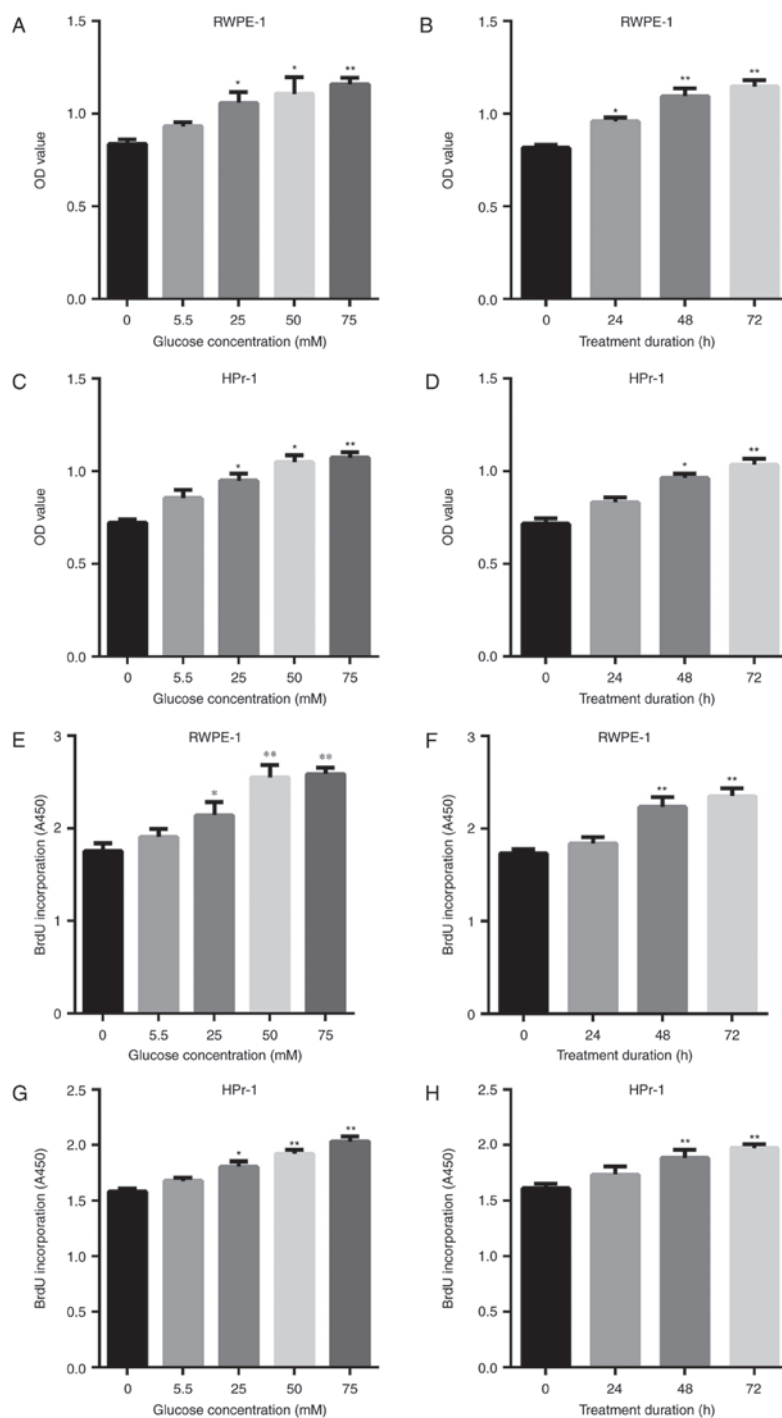 A
RWPE-1
OD value
1.5
1.0
0.5
0.0
* * **
0 5.5 25 50 75
Glucose concentration (mM)
B
RWPE-1
OD value
1.5
1.0
0.5
0.0
* ** **
0 24 48 72
Treatment duration (h)
C
HPr-1
OD value
1.5
1.0
0.5
0.0
* * **
0 5.5 25 50 75
Glucose concentration (mM)
D
HPr-1
OD value
1.5
1.0
0.5
0.0
* **
0 24 48 72
Treatment duration (h)
E
RWPE-1
BrdU incorporation (A450)
3
2
1
0
* ** **
0 5.5 25 50 75
Glucose concentration (mM)
F
RWPE-1
BrdU incorporation (A450)
3
2
1
0
** **
0 24 48 72
Treatment duration (h)
G
HPr-1
BrdU incorporation (A450)
2.5
2.0
1.5
1.0
0.5
0.0
* ** **
0 5.5 25 50 75
Glucose concentration (mM)
H
HPr-1
BrdU incorporation (A450)
2.5
2.0
1.5
1.0
0.5
0.0
** **
0 24 48 72
Treatment duration (h)